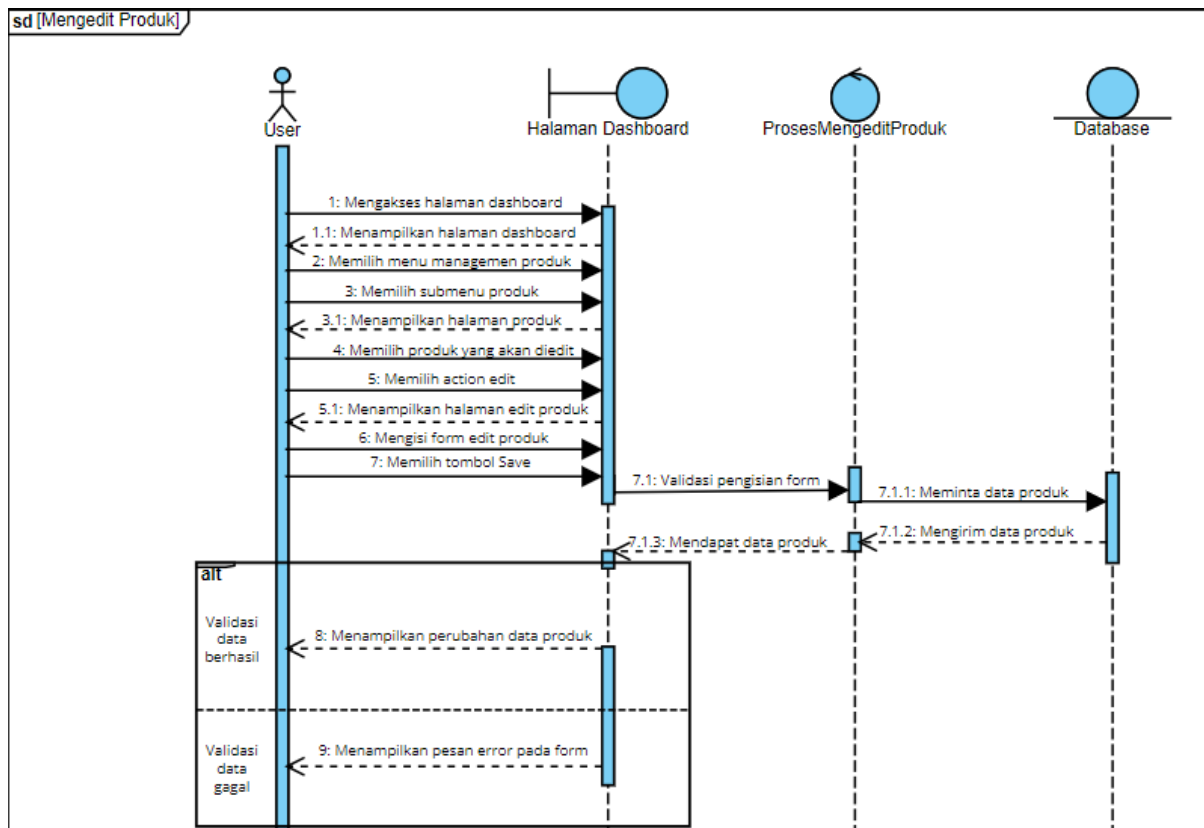 sd [Mengedit Produk]
User
Halaman Dashboard
ProsesMengeditProduk
Database
1: Mengakses halaman dashboard
1.1: Menampilkan halaman dashboard
2: Memilih menu managemen produk
3: Memilih submenu produk
3.1: Menampilkan halaman produk
4: Memilih produk yang akan diedit
5: Memilih action edit
5.1: Menampilkan halaman edit produk
6: Mengisi form edit produk
7: Memilih tombol Save
7.1: Validasi pengisian form
7.1.1: Meminta data produk
7.1.2: Mengirim data produk
7.1.3: Mendapat data produk
alt
Validasi
data
berhasil
8: Menampilkan perubahan data produk
Validasi
data
gagal
9: Menampilkan pesan error pada form